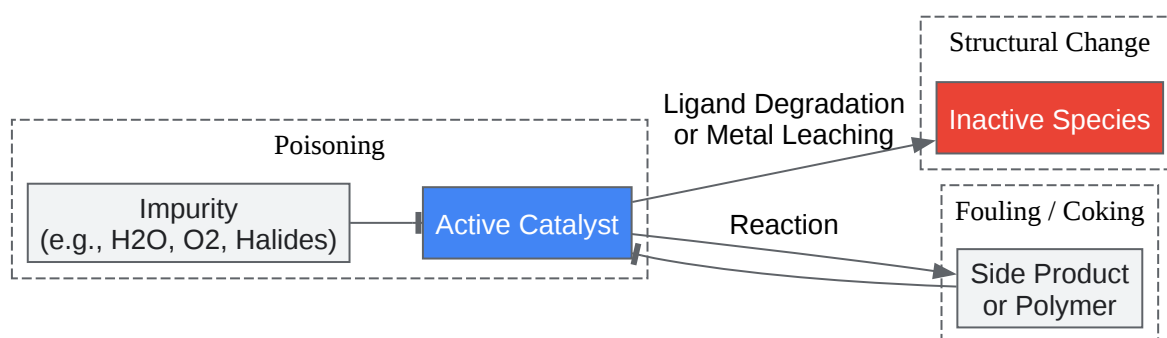 Structural Change
Inactive Species
Ligand Degradation
or Metal Leaching
Poisoning
Impurity
(e.g., H2O, O2, Halides)
Active Catalyst
Reaction
Fouling / Coking
Side Product
or Polymer